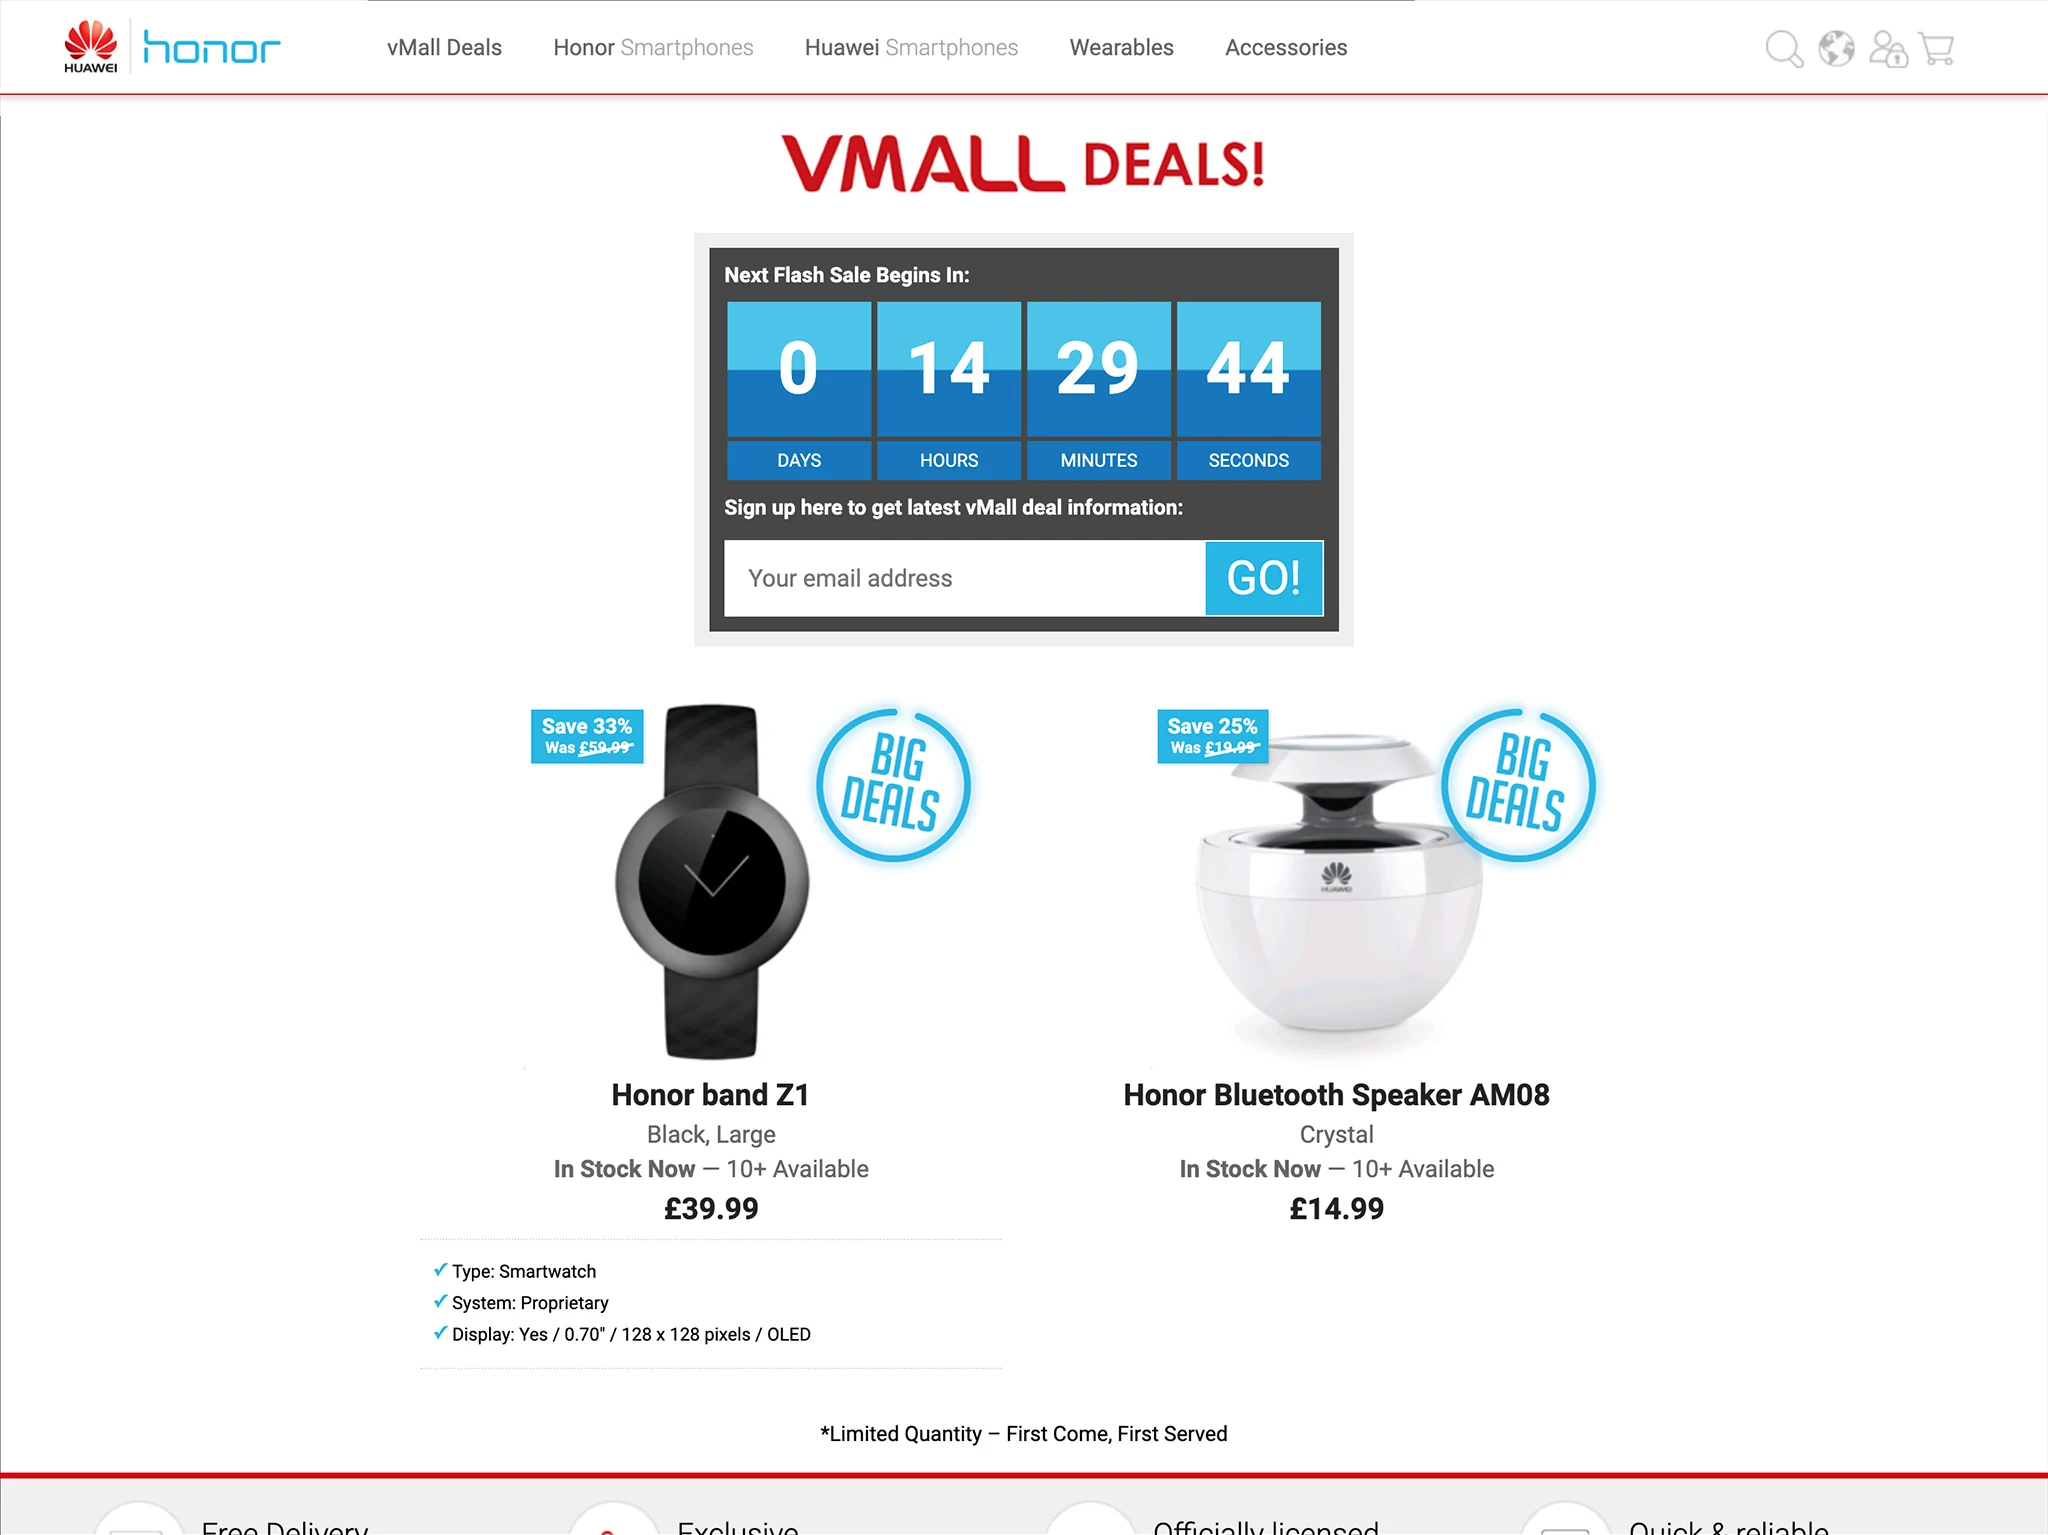 HUAWEI
honor
vMall Deals
Honor Smartphones
Huawei Smartphones
Wearables
Accessories
VMALL DEALS!
Next Flash Sale Begins In:
0 14 29 44
DAYS HOURS MINUTES SECONDS
Sign up here to get latest vMall deal information:
Your email address GO!
Save 33%
Was £59.99
BIG
DEALS
Honor band Z1
Black, Large
In Stock Now — 10+ Available
£39.99
✓ Type: Smartwatch
✓ System: Proprietary
✓ Display: Yes / 0.70" / 128 x 128 pixels / OLED
Save 25%
Was £19.99
BIG
DEALS
HUAWEI
Honor Bluetooth Speaker AM08
Crystal
In Stock Now — 10+ Available
£14.99
*Limited Quantity – First Come, First Served
Free Delivery
Exclusive
Officially licensed
Quick & reliable